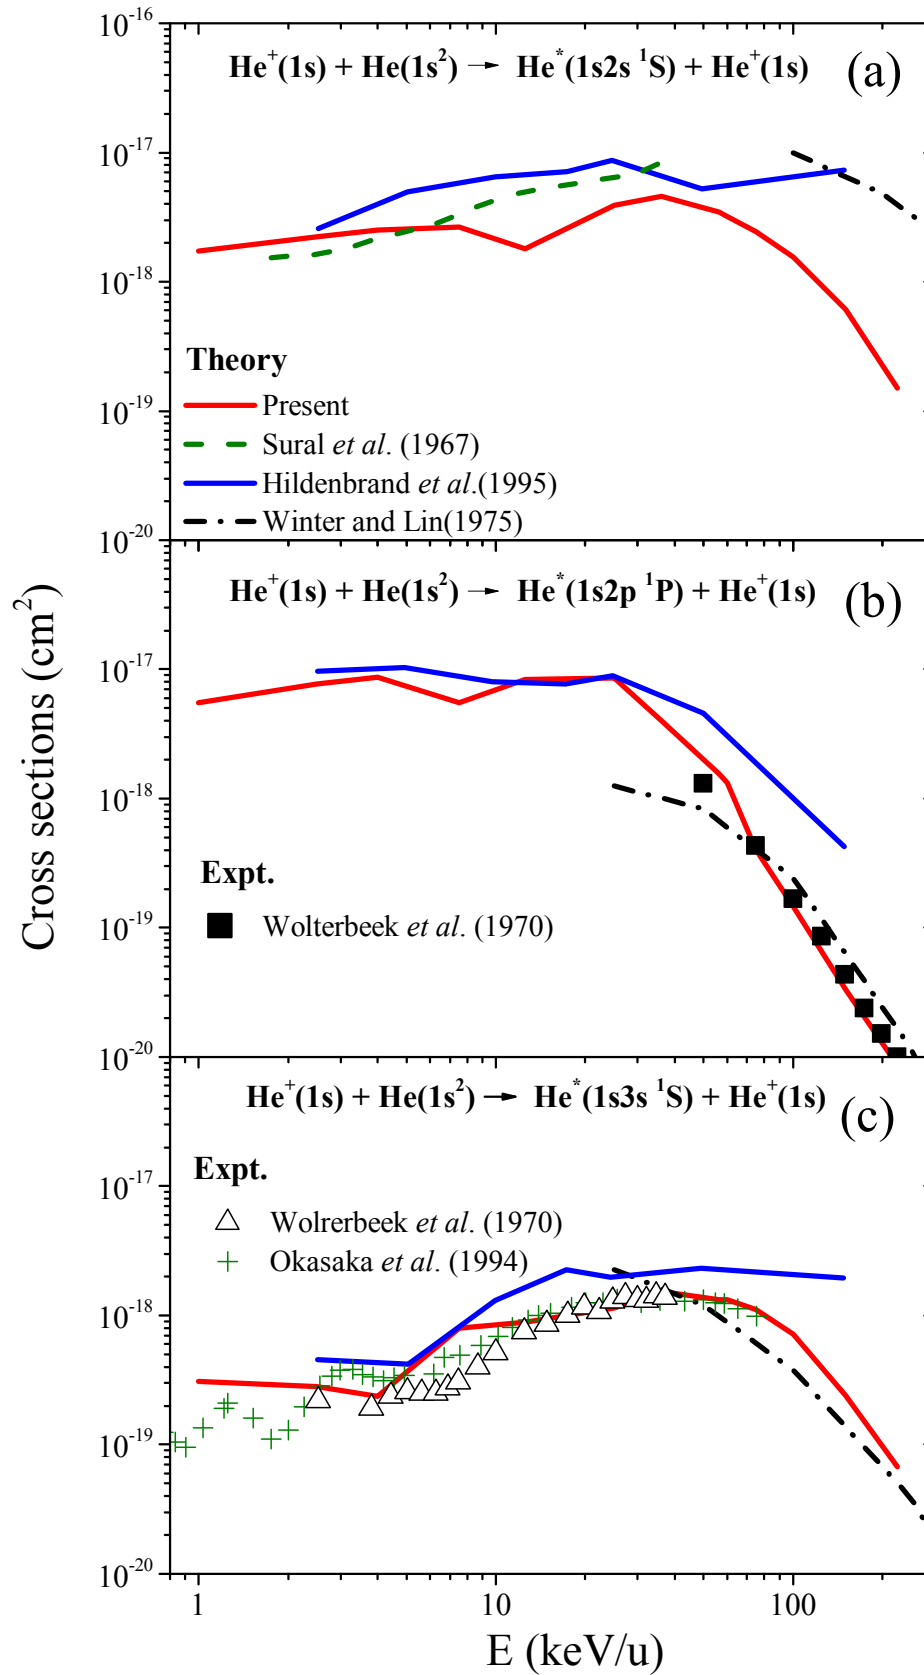 10⁻¹⁶
He⁺(1s) + He(1s²) → He*(1s2s ¹S) + He⁺(1s)
(a)
10⁻¹⁷
10⁻¹⁸
Theory
Present
10⁻¹⁹
Sural et al. (1967)
Hildenbrand et al.(1995)
Winter and Lin(1975)
10⁻²⁰
He⁺(1s) + He(1s²) → He*(1s2p ¹P) + He⁺(1s)
(b)
10⁻¹⁷
10⁻¹⁸
Expt.
Wolterbeek et al. (1970)
10⁻¹⁹
10⁻²⁰
Cross sections (cm²)
He⁺(1s) + He(1s²) → He*(1s3s ¹S) + He⁺(1s)
(c)
Expt.
10⁻¹⁷
Wolrerbeek et al. (1970)
Okasaka et al. (1994)
10⁻¹⁸
10⁻¹⁹
10⁻²⁰
1 10 100
E (keV/u)